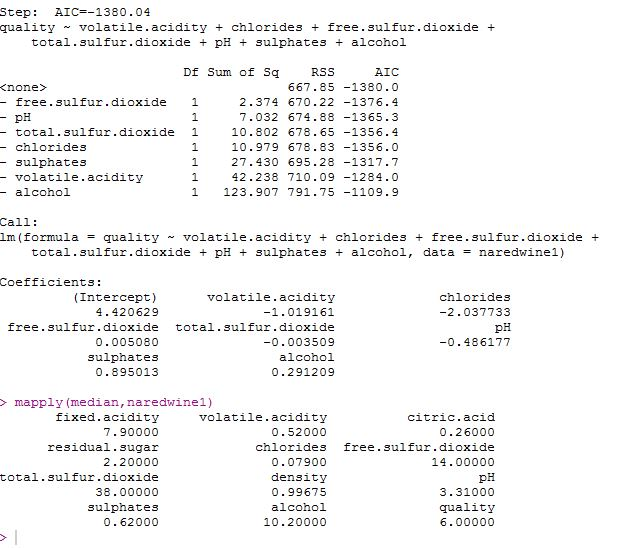 Step:  AIC=-1380.04
quality ~ volatile.acidity + chlorides + free.sulfur.dioxide +
    total.sulfur.dioxide + pH + sulphates + alcohol

                       Df Sum of Sq    RSS     AIC
<none>                              667.85 -1380.0
- free.sulfur.dioxide   1     2.374 670.22 -1376.4
- pH                    1     7.032 674.88 -1365.3
- total.sulfur.dioxide  1    10.802 678.65 -1356.4
- chlorides             1    10.979 678.83 -1356.0
- sulphates             1    27.430 695.28 -1317.7
- volatile.acidity      1    42.238 710.09 -1284.0
- alcohol               1   123.907 791.75 -1109.9

Call:
lm(formula = quality ~ volatile.acidity + chlorides + free.sulfur.dioxide +
    total.sulfur.dioxide + pH + sulphates + alcohol, data = naredwine1)

Coefficients:
         (Intercept)      volatile.acidity             chlorides
            4.420629             -1.019161             -2.037733
 free.sulfur.dioxide  total.sulfur.dioxide                    pH
            0.005080             -0.003509             -0.486177
           sulphates               alcohol
            0.895013              0.291209

> mapply(median,naredwine1)
       fixed.acidity     volatile.acidity          citric.acid
             7.90000              0.52000              0.26000
      residual.sugar            chlorides  free.sulfur.dioxide
             2.20000              0.07900             14.00000
total.sulfur.dioxide              density                   pH
            38.00000              0.99675              3.31000
           sulphates              alcohol              quality
             0.62000             10.20000              6.00000
>